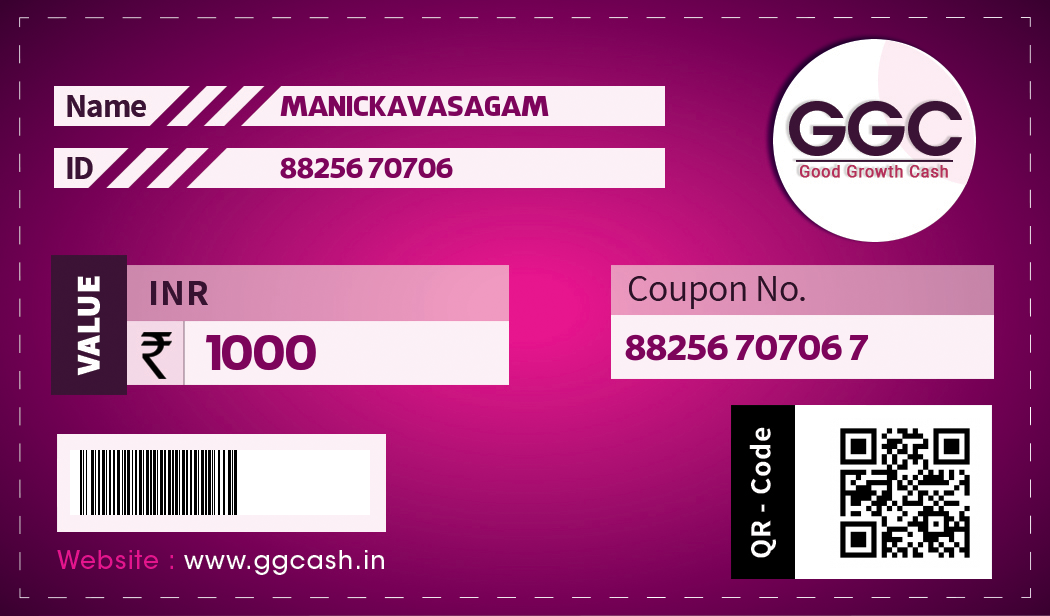 Name MANICKAVASAGAM
ID 88256 70706
GGC
Good Growth Cash
VALUE
INR
₹ 1000
Coupon No.
88256 70706 7
QR - Code
Website : www.ggcash.in